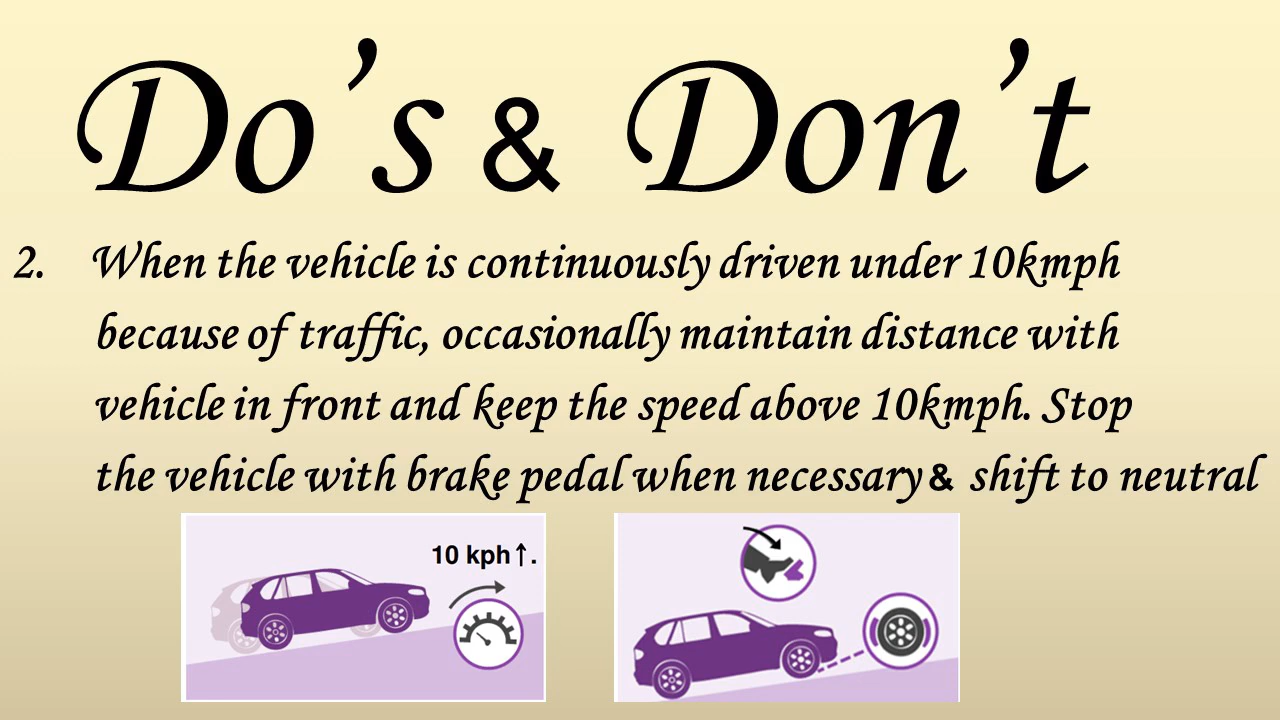 Do's & Don't
2. When the vehicle is continuously driven under 10kmph
because of traffic, occasionally maintain distance with
vehicle in front and keep the speed above 10kmph. Stop
the vehicle with brake pedal when necessary & shift to neutral
10 kph↑.